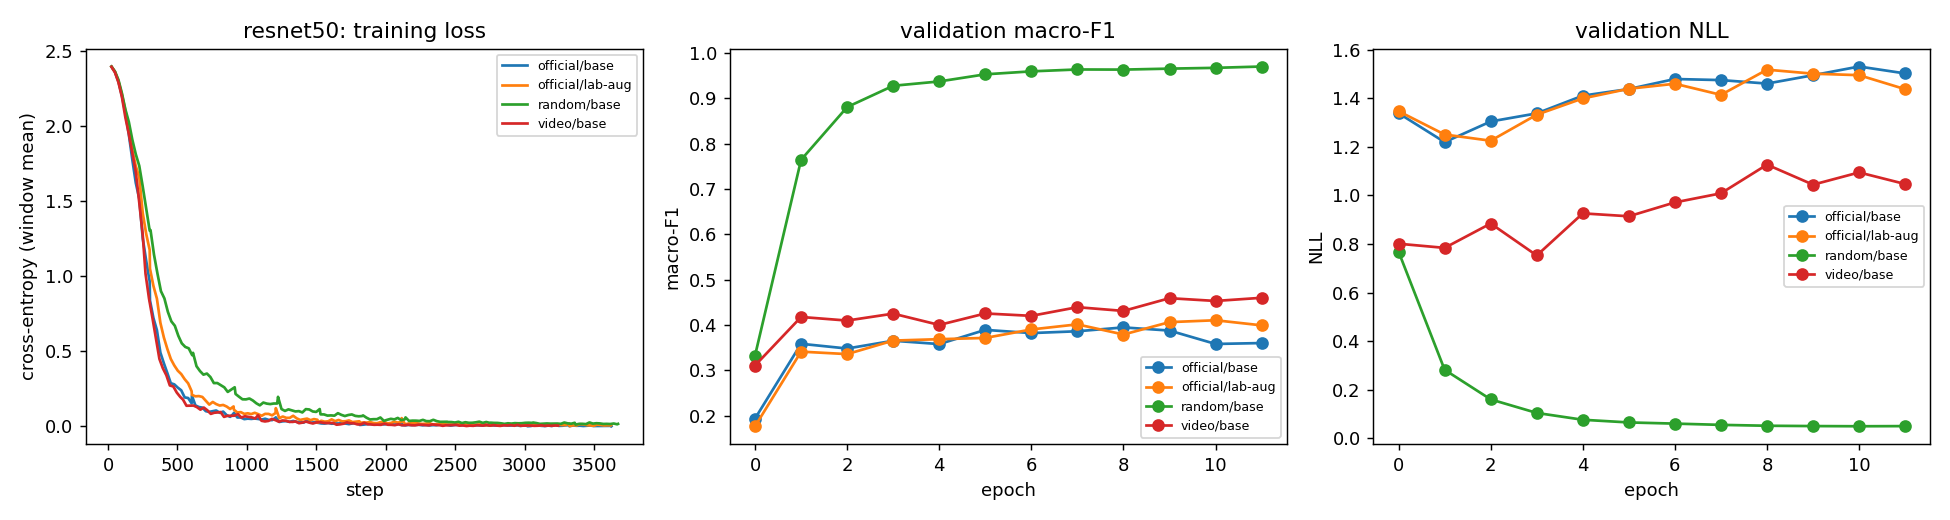 resnet50: training loss
cross-entropy (window mean)
2.5
2.0
1.5
1.0
0.5
0.0
0
500
1000
1500
2000
2500
3000
3500
step
official/base
official/lab-aug
random/base
video/base
validation macro-F1
macro-F1
1.0
0.9
0.8
0.7
0.6
0.5
0.4
0.3
0.2
0
2
4
6
8
10
epoch
official/base
official/lab-aug
random/base
video/base
validation NLL
NLL
1.6
1.4
1.2
1.0
0.8
0.6
0.4
0.2
0.0
0
2
4
6
8
10
epoch
official/base
official/lab-aug
random/base
video/base